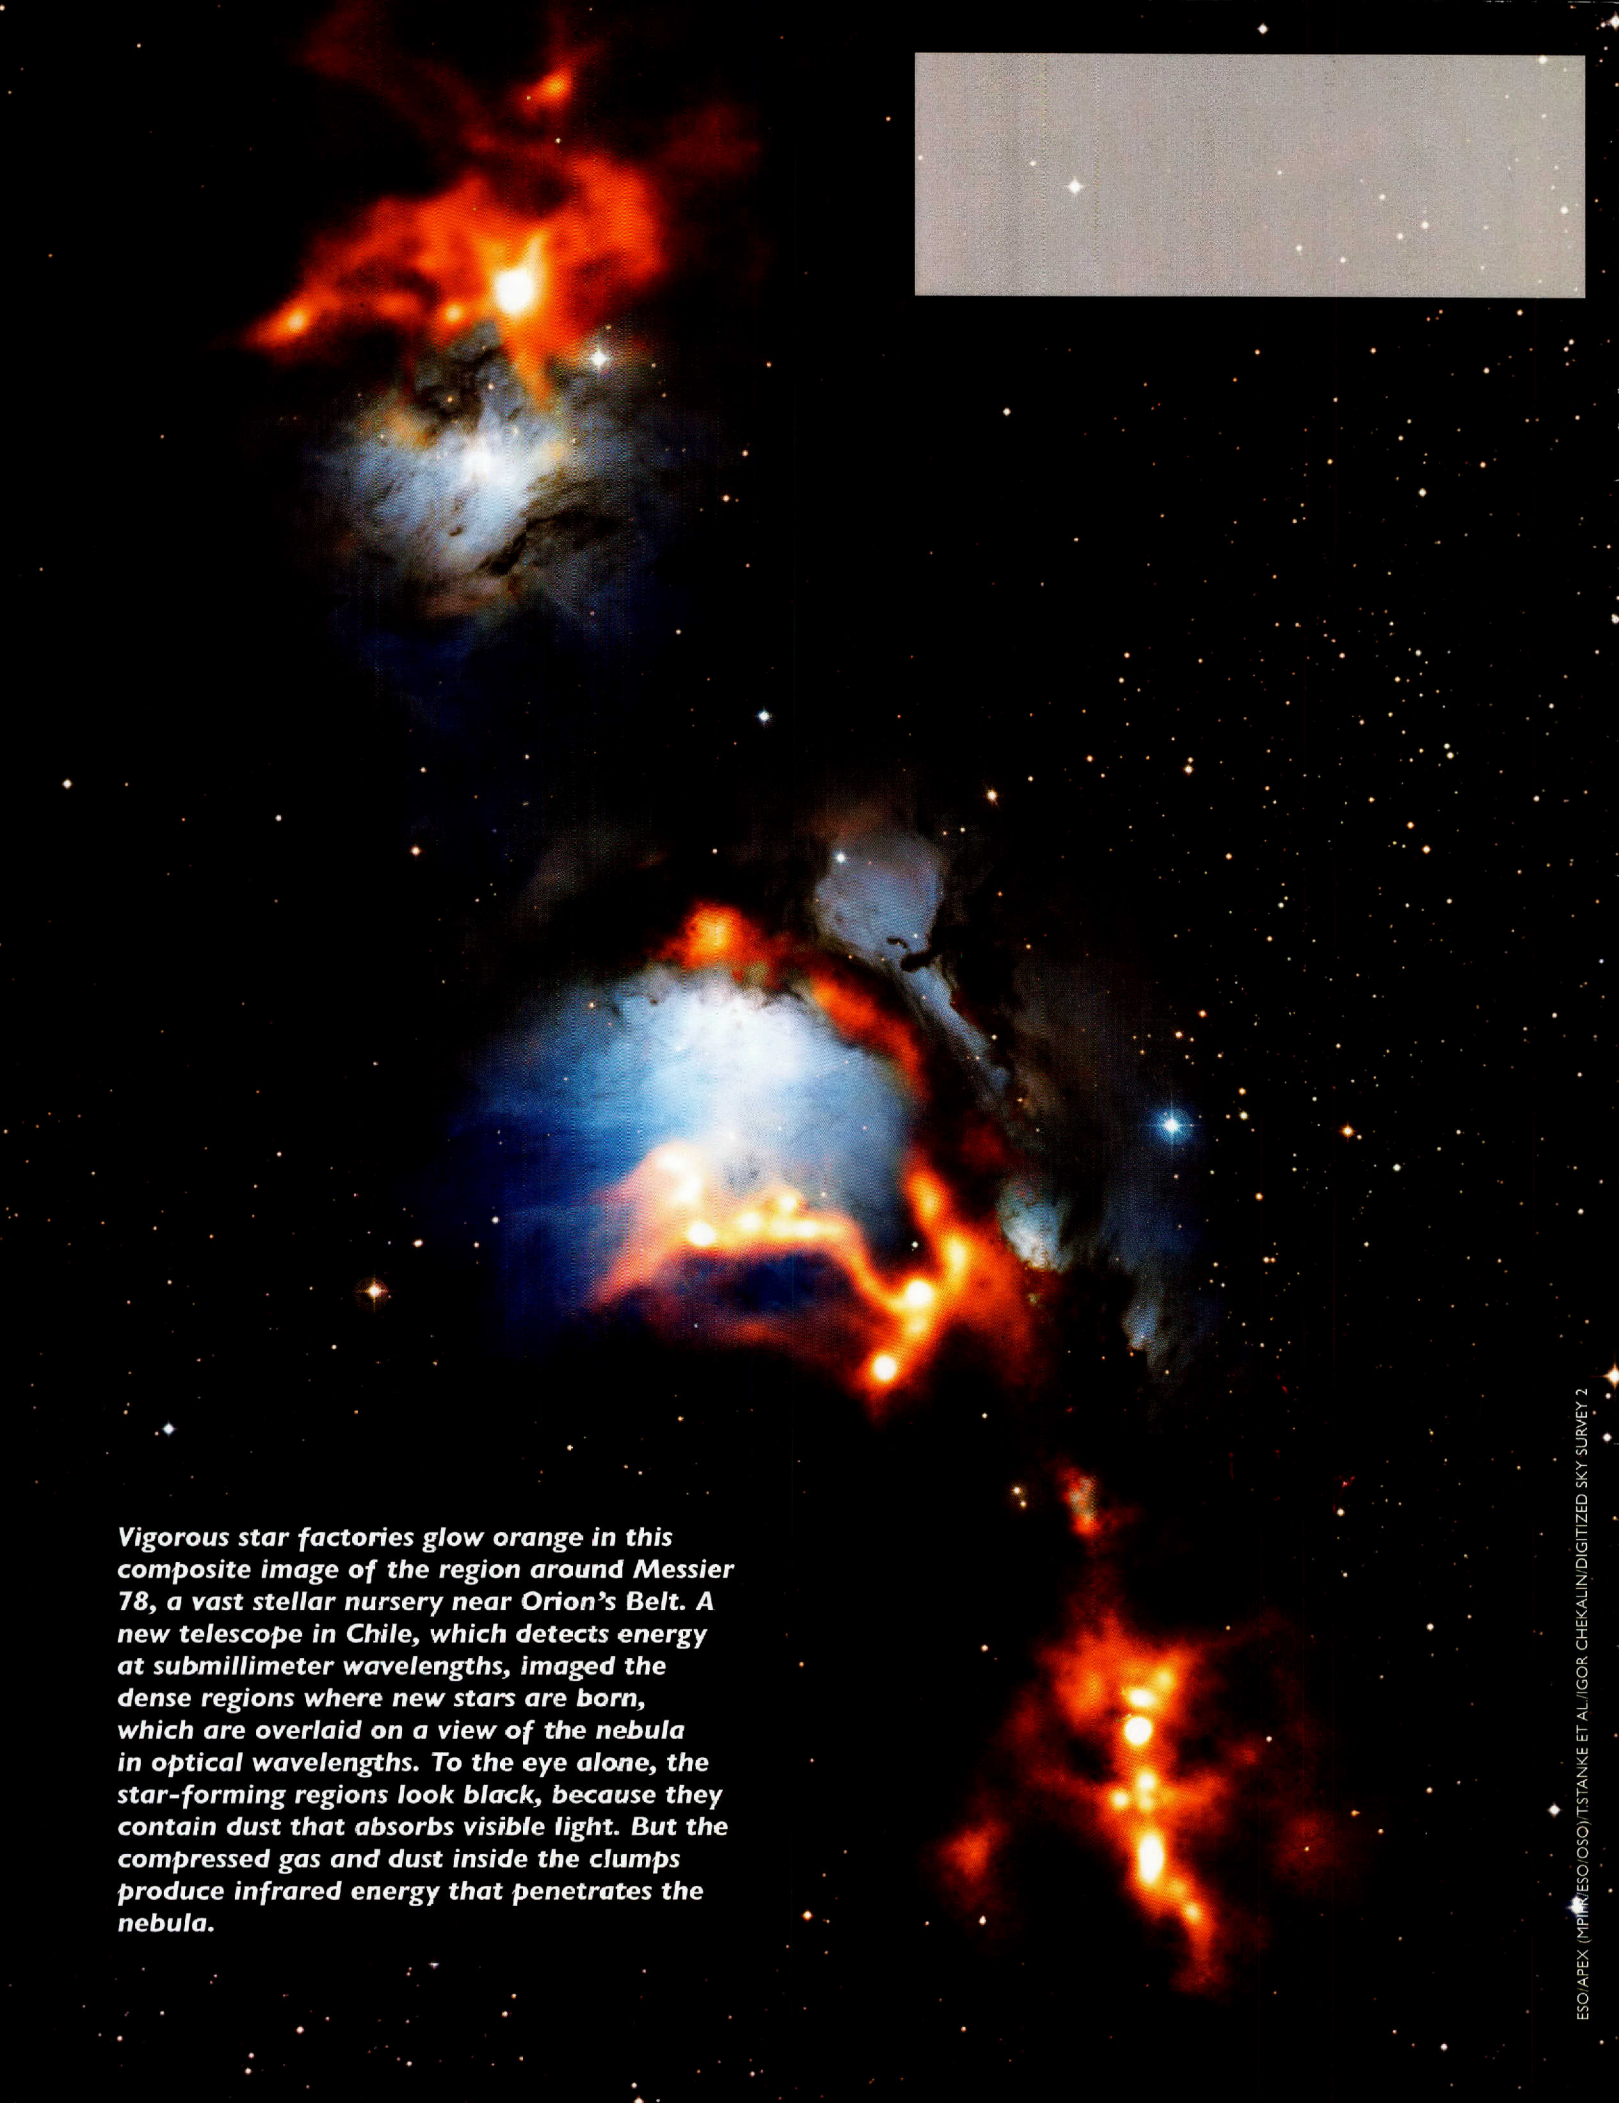 Vigorous star factories glow orange in this
composite image of the region around Messier
78, a vast stellar nursery near Orion's Belt. A
new telescope in Chile, which detects energy
at submillimeter wavelengths, imaged the
dense regions where new stars are born,
which are overlaid on a view of the nebula
in optical wavelengths. To the eye alone, the
star-forming regions look black, because they
contain dust that absorbs visible light. But the
compressed gas and dust inside the clumps
produce infrared energy that penetrates the
nebula.
ESO/APEX (MPIFR/ESO/OSO)/T.STANKE ET AL./IGOR CHEKALIN/DIGITIZED SKY SURVEY 2